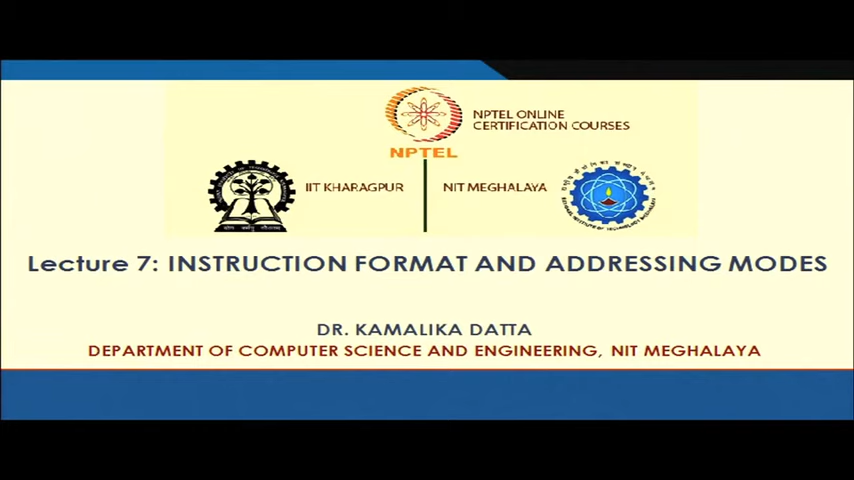 NPTEL ONLINE
CERTIFICATION COURSES
NPTEL
IIT KHARAGPUR
NIT MEGHALAYA
Lecture 7: INSTRUCTION FORMAT AND ADDRESSING MODES
DR. KAMALIKA DATTA
DEPARTMENT OF COMPUTER SCIENCE AND ENGINEERING, NIT MEGHALAYA